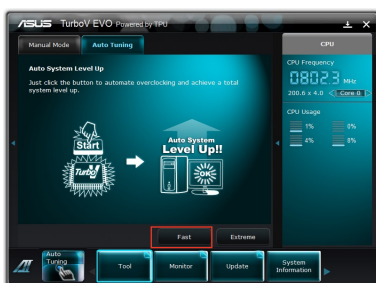 ASUS TurboV EVO Powered by TPU
Manual Mode
Auto Tuning
Auto System Level Up
Just click the button to automate overclocking and achieve a total
system level up.
Start
Turbo
Auto System
Level Up!!
OK
Fast
Extreme
CPU
CPU Frequency
0802.3 MHz
200.6 x 4.0 < Core 0 >
CPU Usage
1% 0%
4% 8%
Auto
Tuning
Tool
Monitor
Update
System
Information